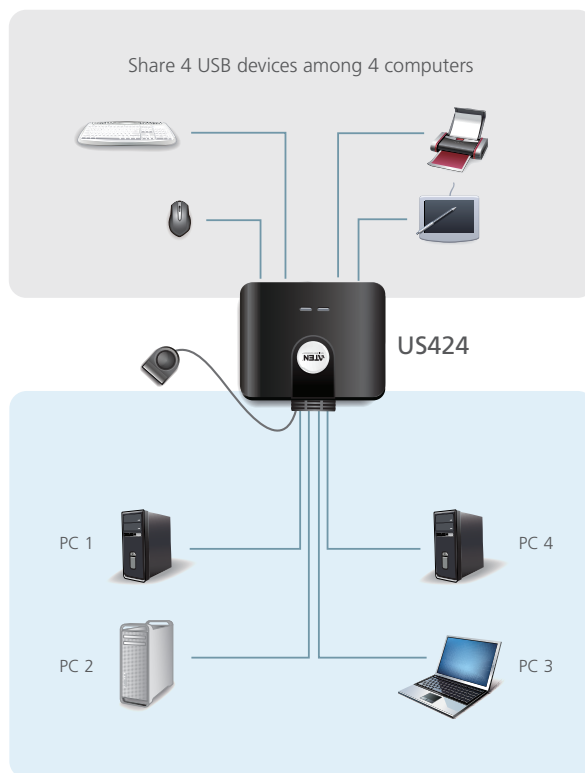 Share 4 USB devices among 4 computers
US424
ATEN
PC 1
PC 4
PC 2
PC 3